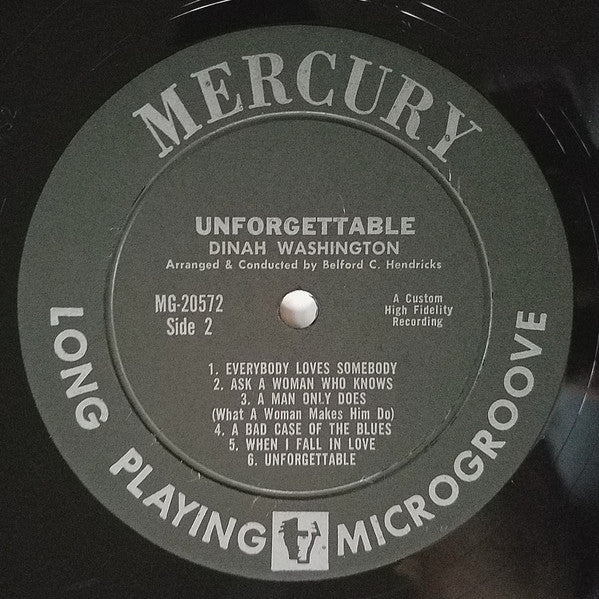 MERCURY
UNFORGETTABLE
DINAH WASHINGTON
Arranged & Conducted by Belford C. Hendricks
MG-20572
Side 2
A Custom
High Fidelity
Recording
1. EVERYBODY LOVES SOMEBODY
2. ASK A WOMAN WHO KNOWS
3. A MAN ONLY DOES
(What A Woman Makes Him Do)
4. A BAD CASE OF THE BLUES
5. WHEN I FALL IN LOVE
6. UNFORGETTABLE
LONG PLAYING MICROGROOVE